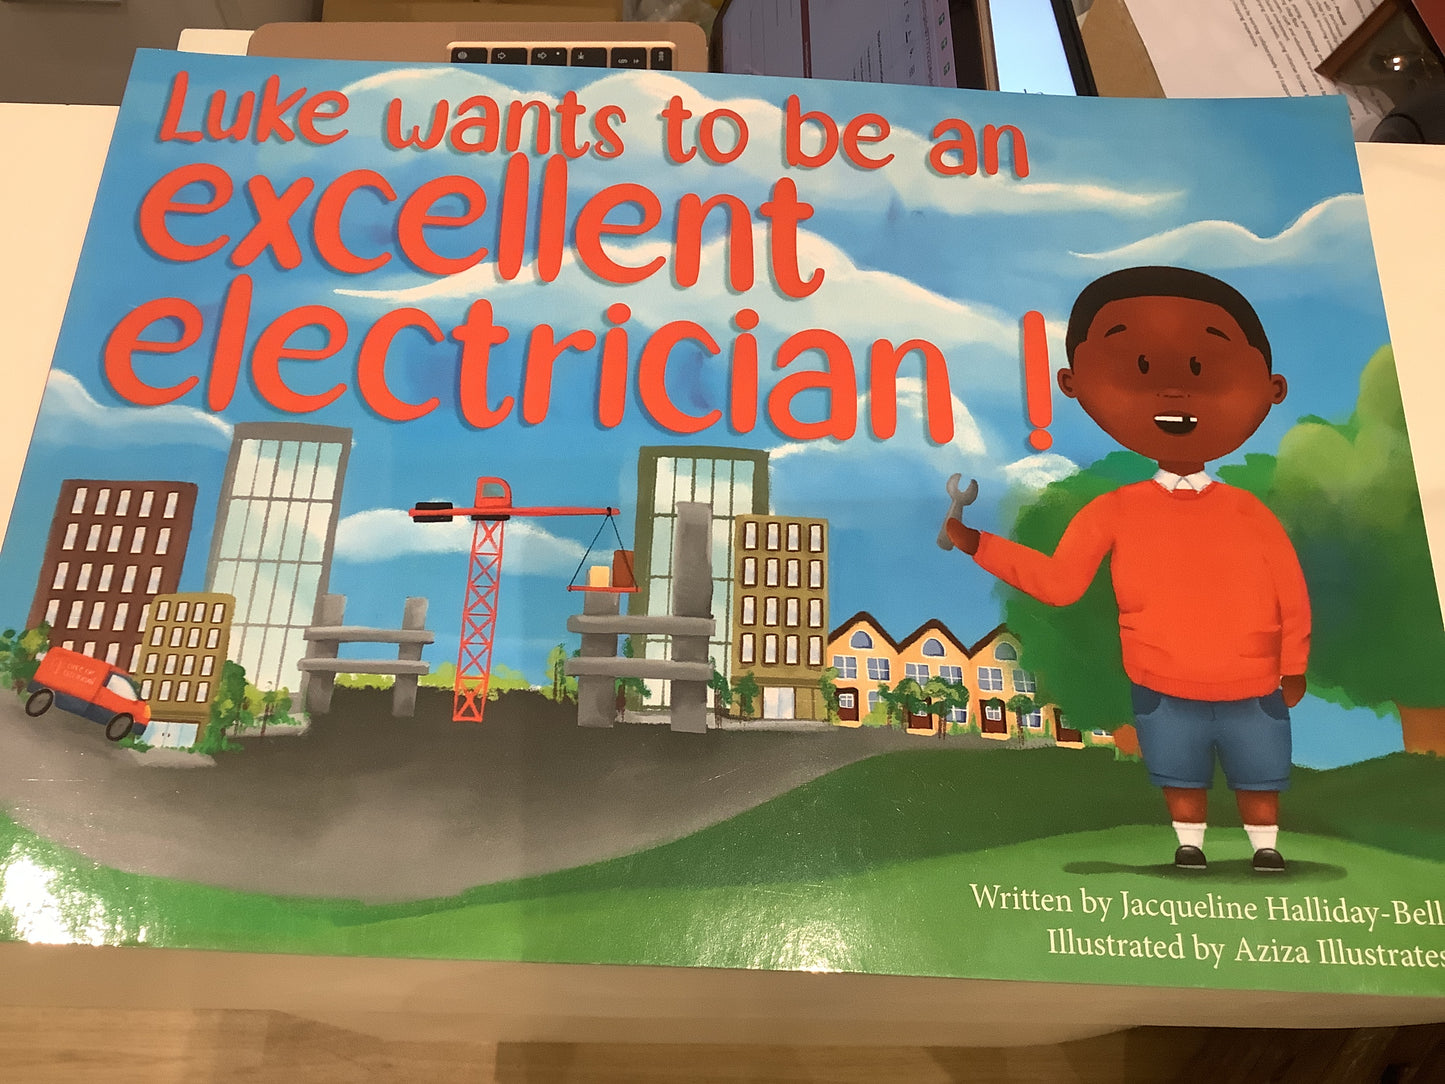 Luke wants to be an
excellent
electrician !
Written by Jacqueline Halliday-Bell
Illustrated by Aziza Illustrates